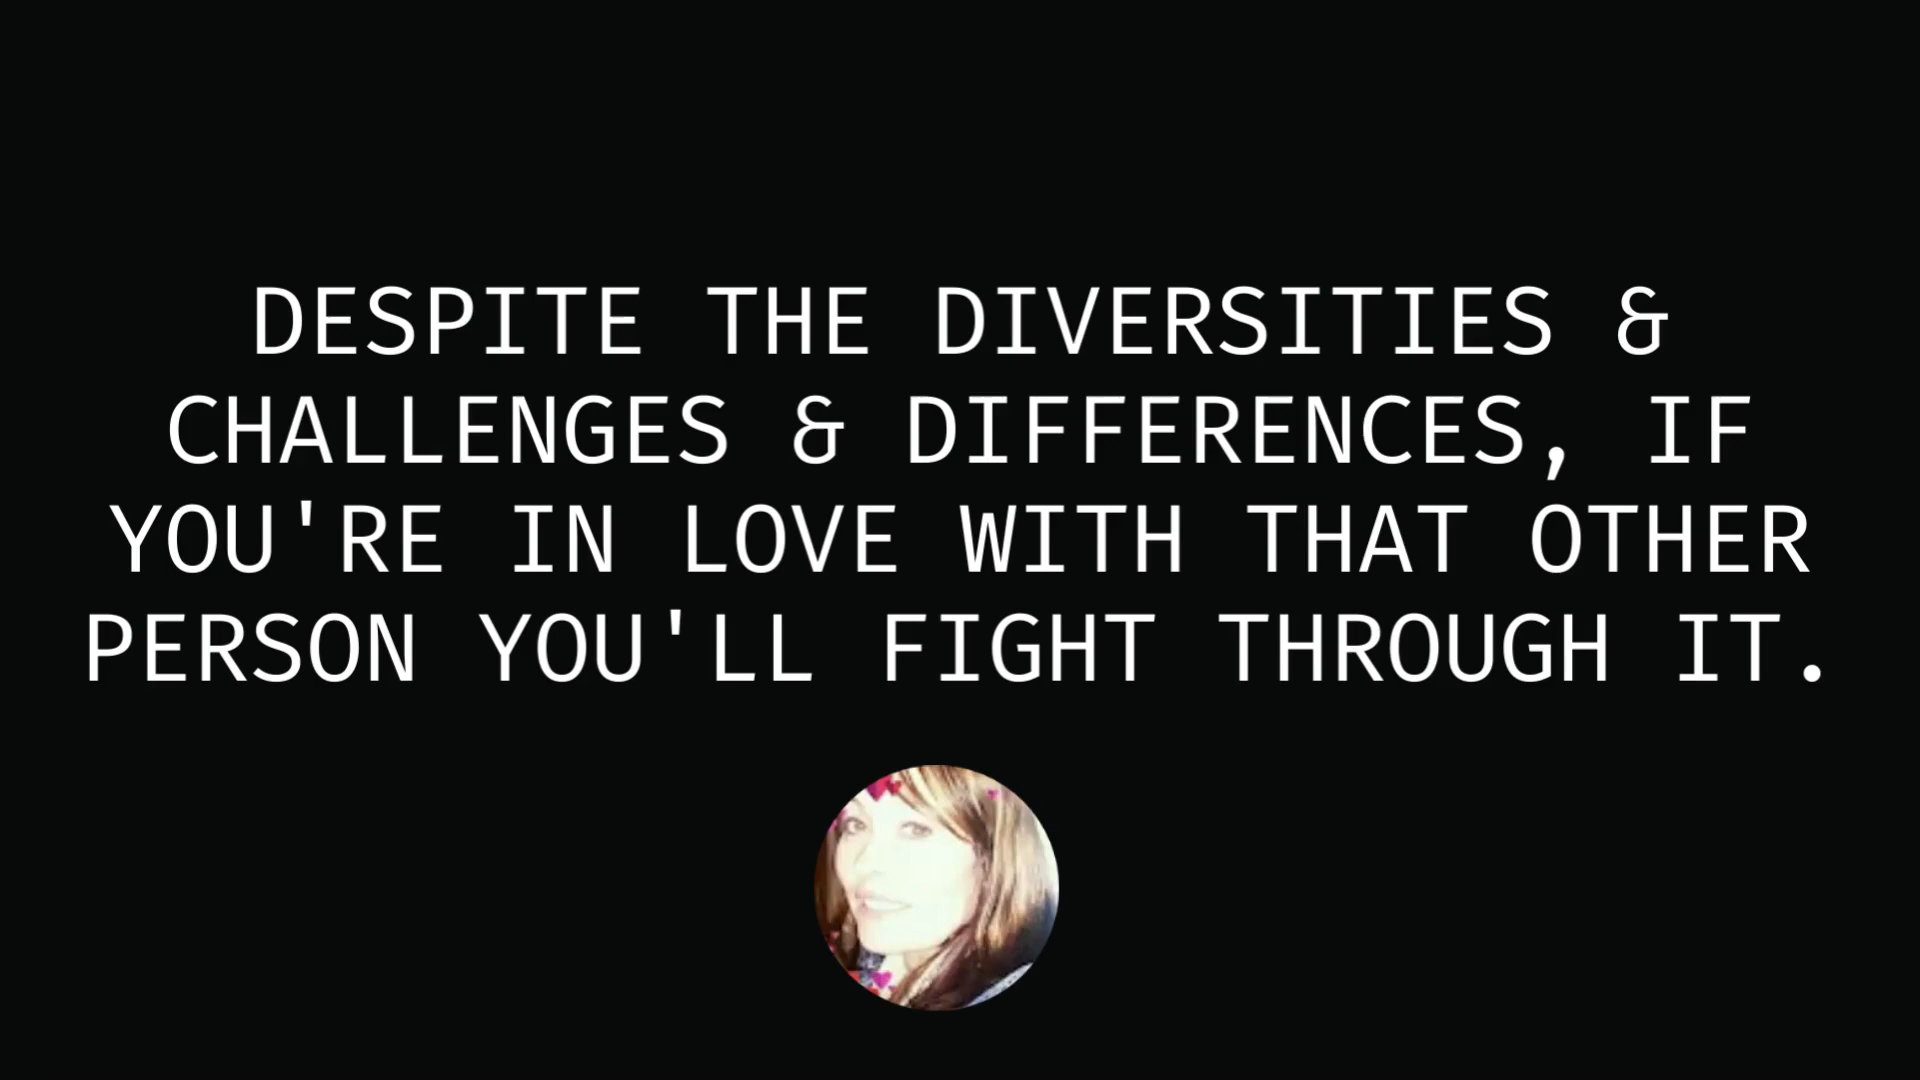 DESPITE THE DIVERSITIES &
CHALLENGES & DIFFERENCES, IF
YOU'RE IN LOVE WITH THAT OTHER
PERSON YOU'LL FIGHT THROUGH IT.